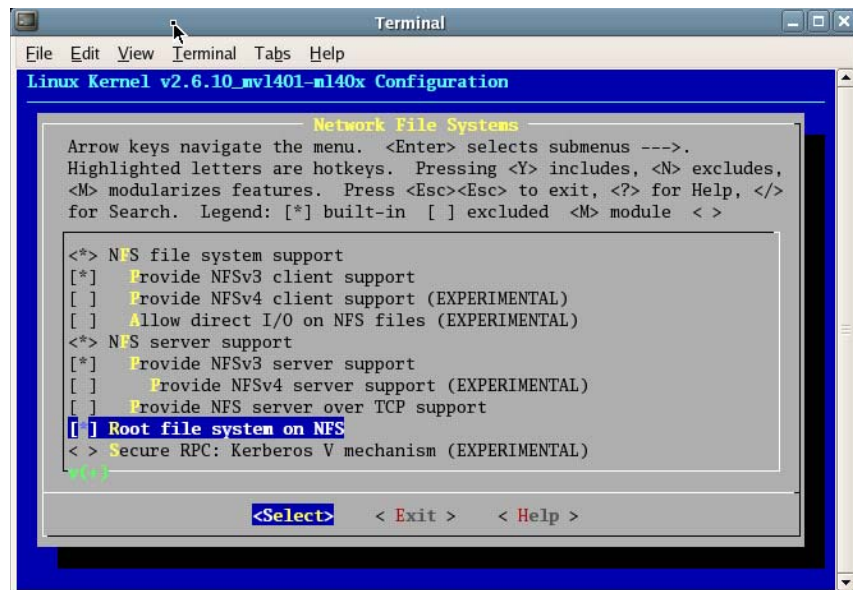 Terminal
File Edit View Terminal Tabs Help
Linux Kernel v2.6.10_mvl401-ml40x Configuration
Network File Systems
Arrow keys navigate the menu. <Enter> selects submenus --->.
Highlighted letters are hotkeys. Pressing <Y> includes, <N> excludes,
<M> modularizes features. Press <Esc><Esc> to exit, <?> for Help, </>
for Search. Legend: [*] built-in [ ] excluded <M> module < >
<*> NFS file system support
[*] Provide NFSv3 client support
[ ] Provide NFSv4 client support (EXPERIMENTAL)
[ ] Allow direct I/O on NFS files (EXPERIMENTAL)
<*> NFS server support
[*] Provide NFSv3 server support
[ ] Provide NFSv4 server support (EXPERIMENTAL)
[ ] Provide NFS server over TCP support
[*] Root file system on NFS
< > Secure RPC: Kerberos V mechanism (EXPERIMENTAL)
v(+)
<Select> < Exit > < Help >